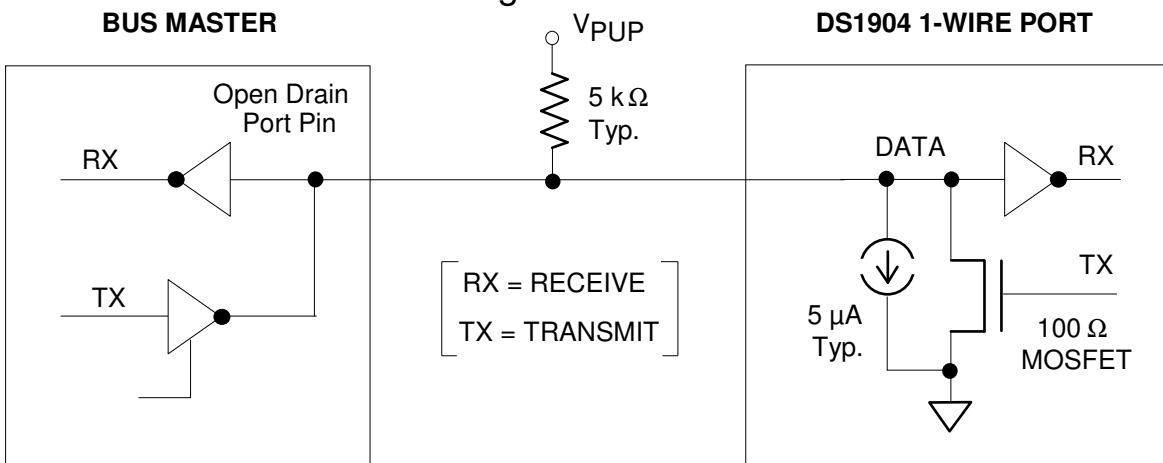 BUS MASTER
VPUP
DS1904 1-WIRE PORT
Open Drain
Port Pin
5 kΩ
Typ.
RX
DATA
RX
TX
RX = RECEIVE
TX = TRANSMIT
TX
5 µA
Typ.
100 Ω
MOSFET